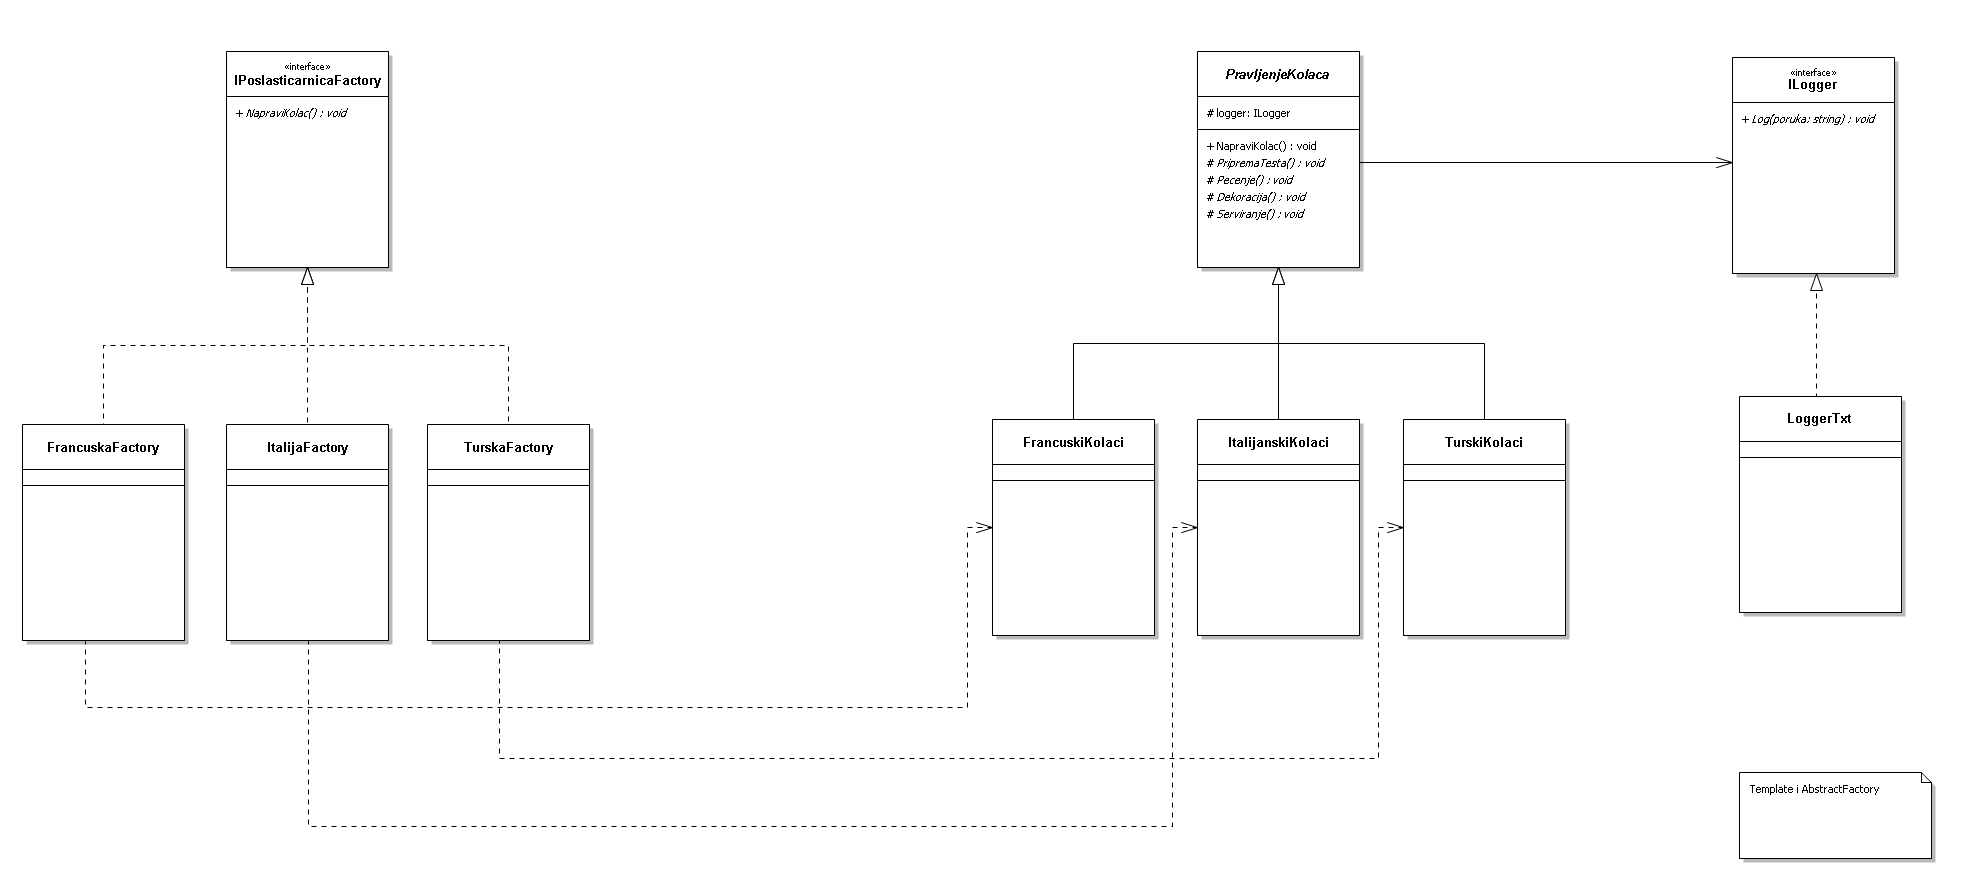 «interface»
IPoslasticarnicaFactory
+ NapraviKolac() : void
PravljenjeKolaca
# logger: ILogger
+ NapraviKolac() : void
# PripremaTesta() : void
# Pecenje() : void
# Dekoracija() : void
# Serviranje() : void
«interface»
ILogger
+ Log(poruka: string) : void
FrancuskaFactory
ItalijaFactory
TurskaFactory
FrancuskiKolaci
ItalijanskiKolaci
TurskiKolaci
LoggerTxt
Template i AbstractFactory